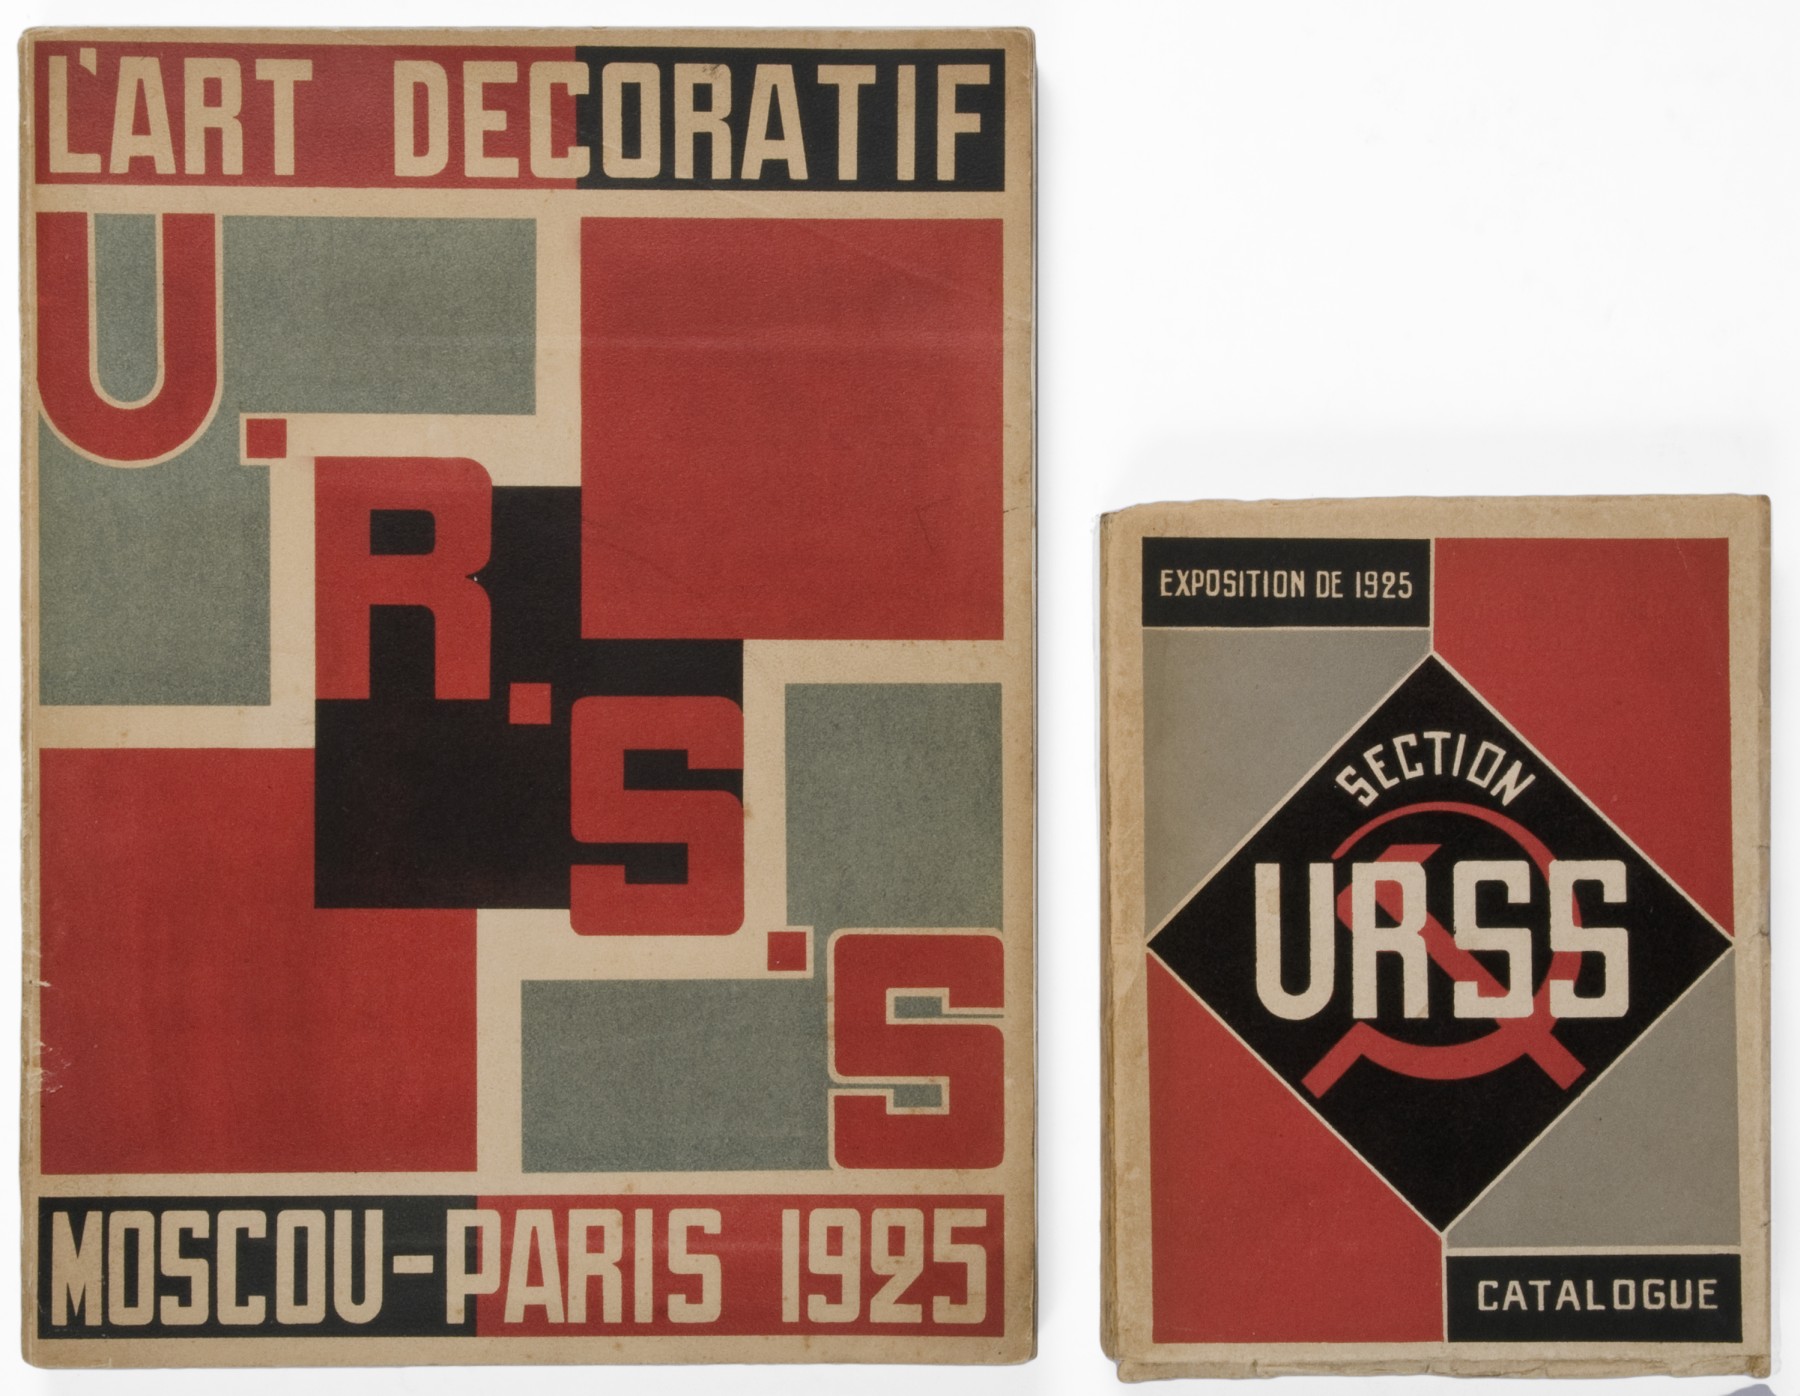 L'ART DECORATIF
U.
R.
S.
S
MOSCOU-PARIS 1925
EXPOSITION DE 1925
SECTION
URSS
CATALOGUE